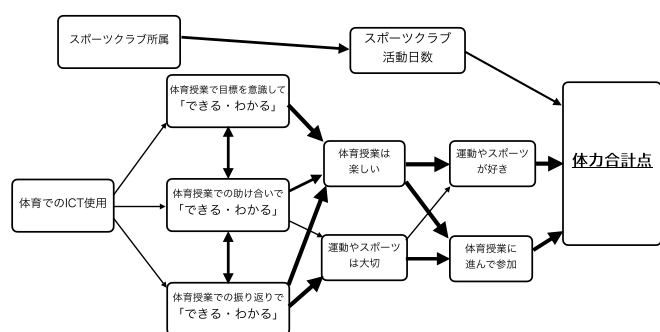 スポーツクラブ所属
スポーツクラブ
活動日数
体育授業で目標を意識して
「できる・わかる」
体育授業は
楽しい
運動やスポーツ
が好き
体力合計点
体育でのICT使用
体育授業での助け合いで
「できる・わかる」
運動やスポーツ
は大切
体育授業に
進んで参加
体育授業での振り返りで
「できる・わかる」